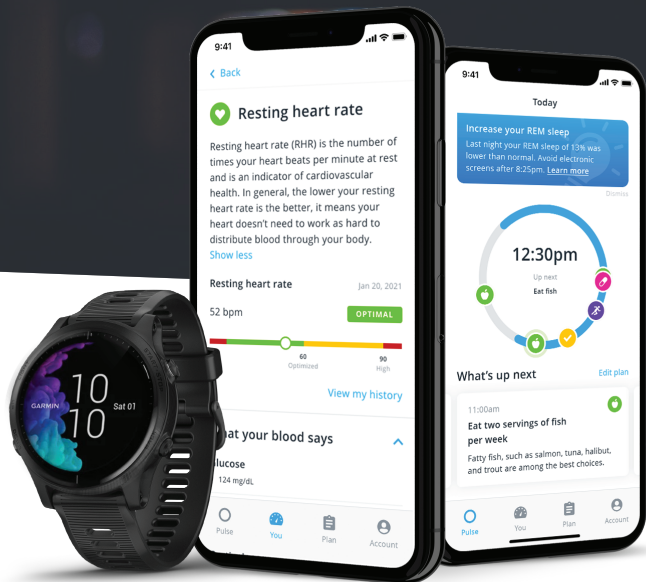 9:41
Back
Resting heart rate
Resting heart rate (RHR) is the number of
times your heart beats per minute at rest
and is an indicator of cardiovascular
health. In general, the lower your resting
heart rate is the better, it means your
heart doesn't need to work as hard to
distribute blood through your body.
Show less
Resting heart rate
Jan 20, 2021
52 bpm
OPTIMAL
60
Optimized
90
High
View my history
at your blood says
lucose
124 mg/dL
Pulse
You
Plan
Account
9:41
Today
Increase your REM sleep
Last night your REM sleep of 13% was
lower than normal. Avoid electronic
screens after 8:25pm. Learn more
Dismiss
12:30pm
Up next
Eat fish
What's up next
Edit plan
11:00am
Eat two servings of fish
per week
Fatty fish, such as salmon, tuna, halibut,
and trout are among the best choices.
Pulse
You
Plan
Account
GARMIN
10
10
Sat 01